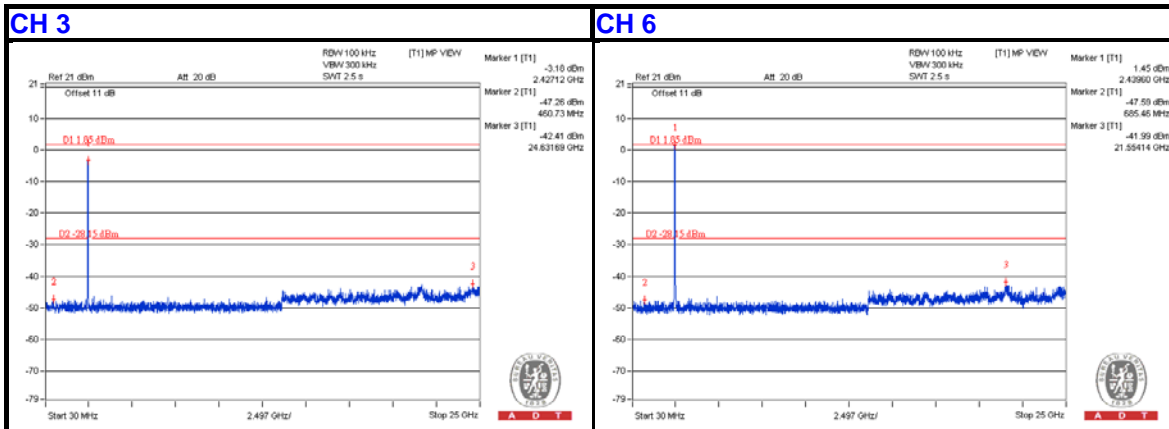 CH 3
RBW 100 kHz [T1] MP VIEW
VBW 300 kHz
Ref 21 dBm Att 20 dB SWT 2.5 s
Offset 11 dB
Marker 1 [T1]
-3.18 dBm
2.42712 GHz
Marker 2 [T1]
-47.26 dBm
460.73 MHz
Marker 3 [T1]
-42.41 dBm
24.63169 GHz
21
10
0
-10
-20
-30
-40
-50
-60
-70
-79
D1 1.85 dBm
D2 -28.15 dBm
1
2
3
Start 30 MHz 2.497 GHz/ Stop 25 GHz
BUREAU VERITAS
1828
A D T
CH 6
RBW 100 kHz [T1] MP VIEW
VBW 300 kHz
Ref 21 dBm Att 20 dB SWT 2.5 s
Offset 11 dB
Marker 1 [T1]
1.45 dBm
2.43960 GHz
Marker 2 [T1]
-47.59 dBm
685.46 MHz
Marker 3 [T1]
-41.99 dBm
21.55414 GHz
21
10
0
-10
-20
-30
-40
-50
-60
-70
-79
D1 1.85 dBm
D2 -28.15 dBm
1
2
3
Start 30 MHz 2.497 GHz/ Stop 25 GHz
BUREAU VERITAS
1828
A D T